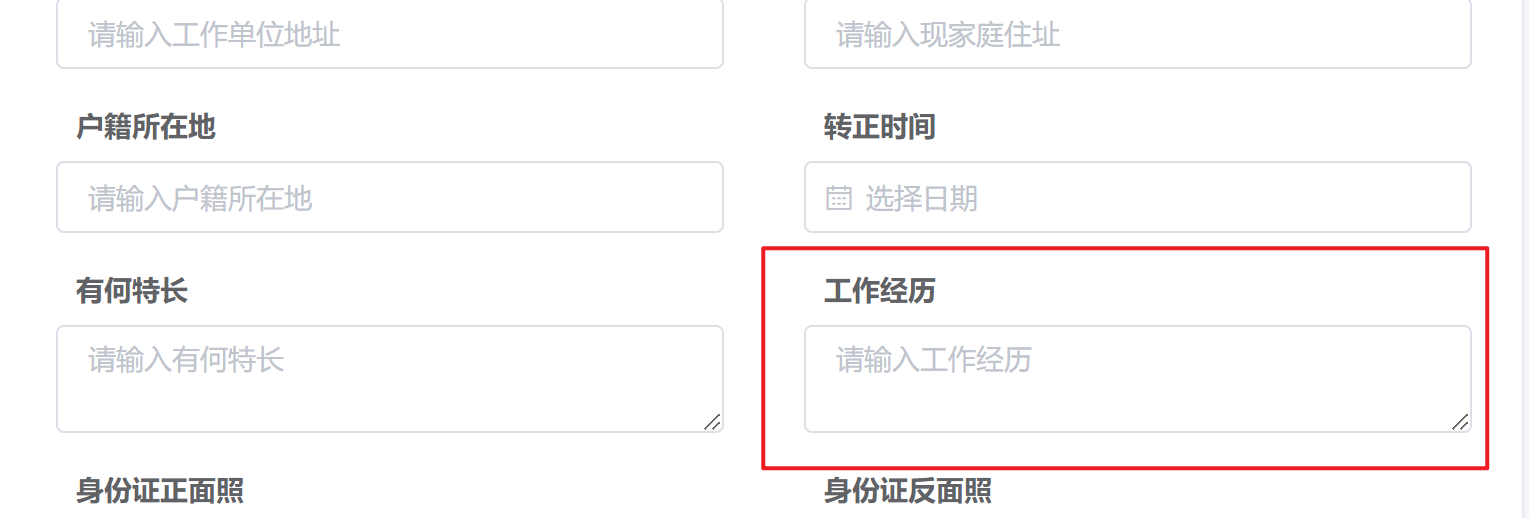 请输入工作单位地址
请输入现家庭住址
户籍所在地
转正时间
请输入户籍所在地
选择日期
有何特长
工作经历
请输入有何特长
请输入工作经历
身份证正面照
身份证反面照